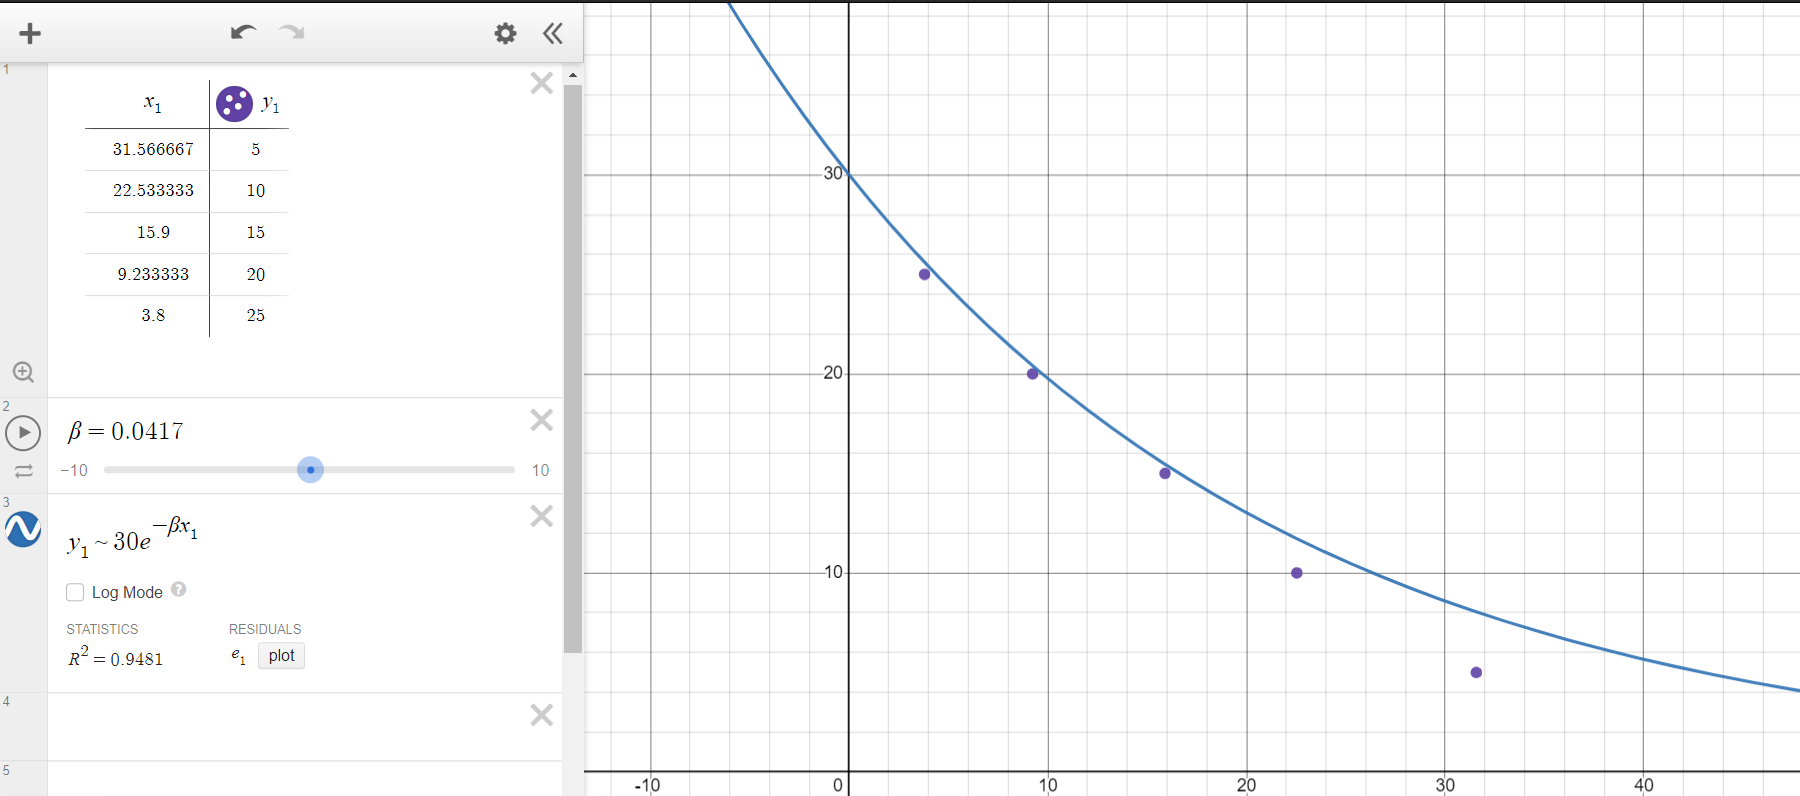 1
x₁ y₁
31.566667 5
22.533333 10
15.9 15
9.233333 20
3.8 25
2
β = 0.0417
−10 10
3
y₁ ~ 30e^(−βx₁)
Log Mode ?
STATISTICS RESIDUALS
R² = 0.9481 e₁ plot
4
5
30
20
10
-10 0 10 20 30 40